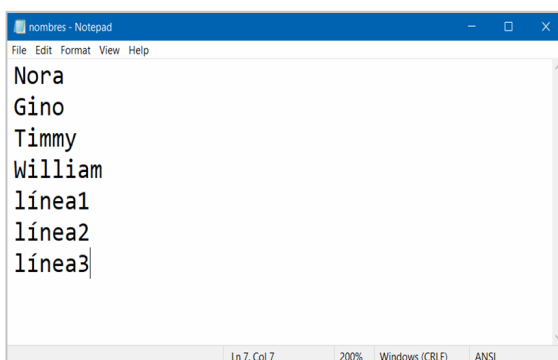 nombres - Notepad
File Edit Format View Help
Nora
Gino
Timmy
William
línea1
línea2
línea3
Ln 7, Col 7 200% Windows (CRLF) ANSI